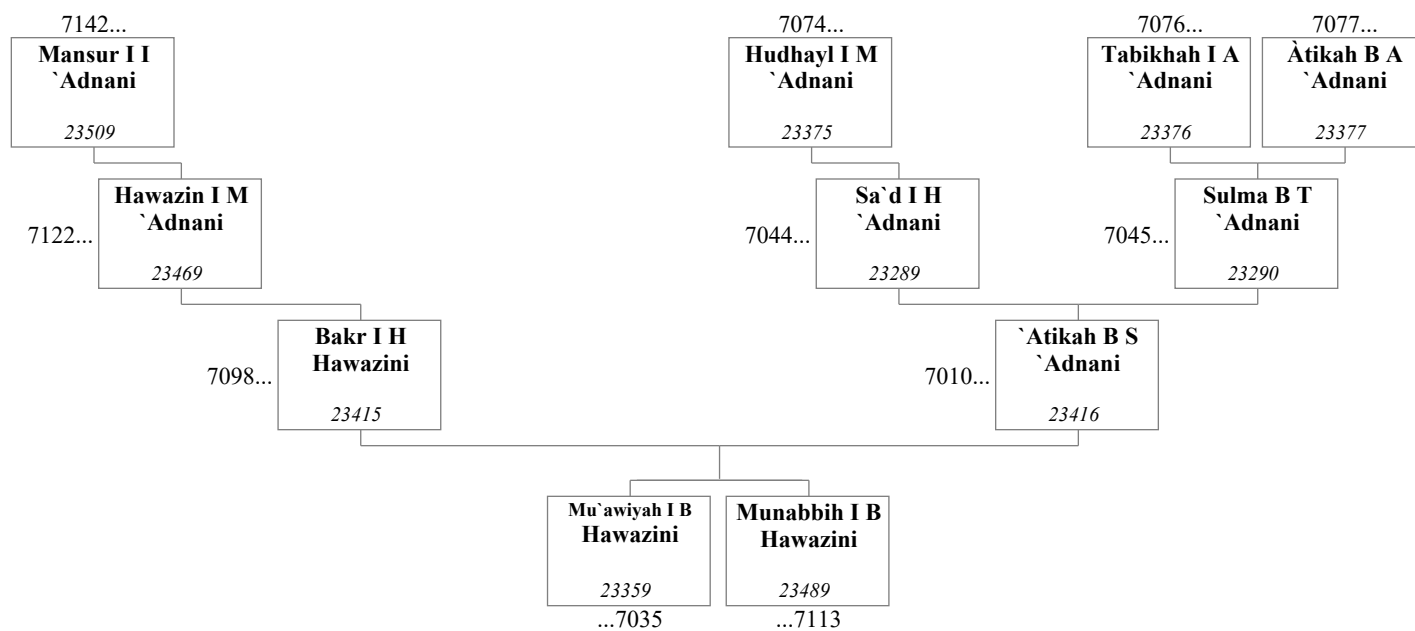 7142...
Mansur I I
`Adnani
23509
7074...
Hudhayl I M
`Adnani
23375
7076...
Tabikhah I A
`Adnani
23376
7077...
Àtikah B A
`Adnani
23377
7122...
Hawazin I M
`Adnani
23469
7044...
Sa`d I H
`Adnani
23289
7045...
Sulma B T
`Adnani
23290
7098...
Bakr I H
Hawazini
23415
7010...
`Atikah B S
`Adnani
23416
Mu`awiyah I B
Hawazini
23359
...7035
Munabbih I B
Hawazini
23489
...7113